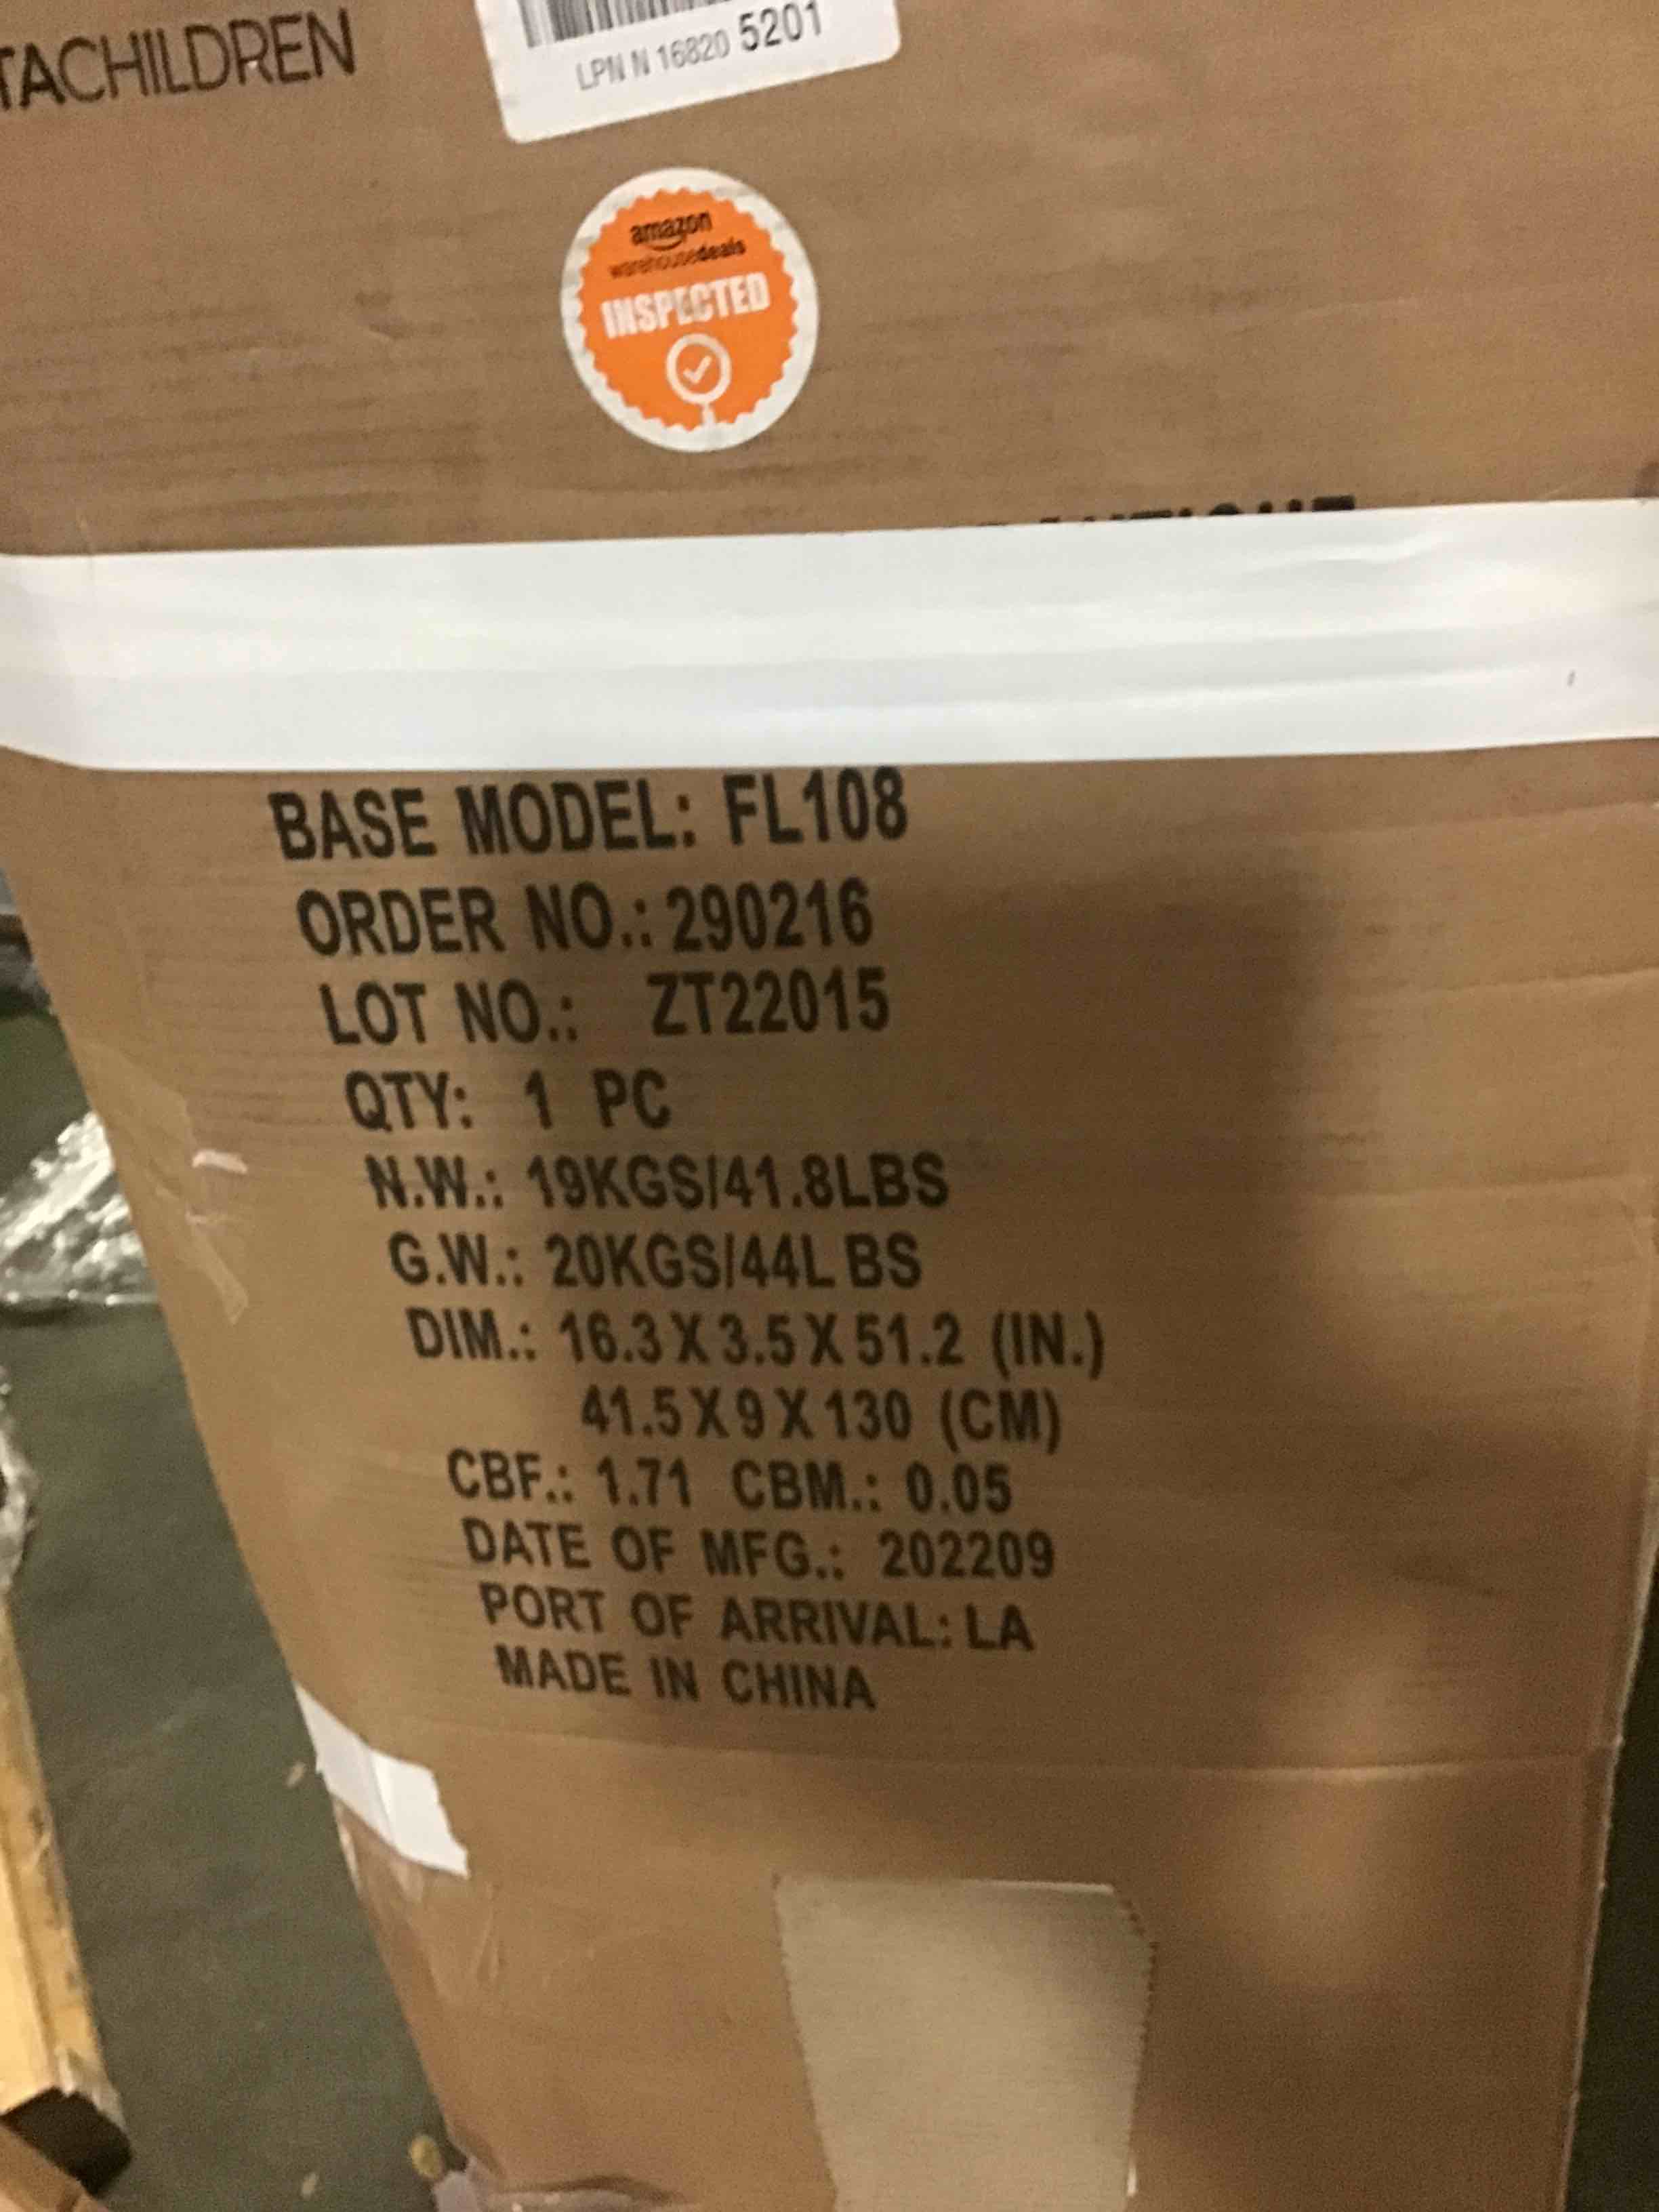 TACHILDREN
LPN N 16820 5201
amazon
warehousedeals
INSPECTED
BASE MODEL: FL108
ORDER NO.: 290216
LOT NO.: ZT22015
QTY: 1 PC
N.W.: 19KGS/41.8LBS
G.W.: 20KGS/44LBS
DIM.: 16.3 X 3.5 X 51.2 (IN.)
41.5 X 9 X 130 (CM)
CBF.: 1.71 CBM.: 0.05
DATE OF MFG.: 202209
PORT OF ARRIVAL: LA
MADE IN CHINA